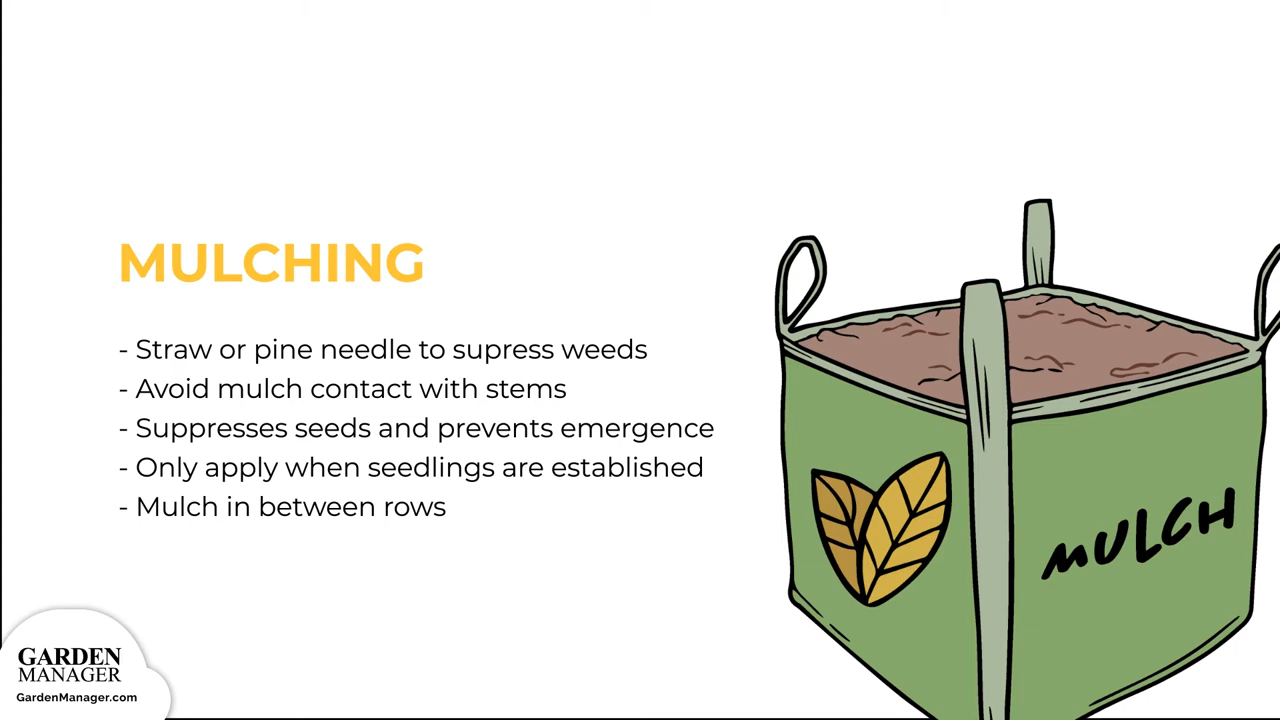 MULCHING
- Straw or pine needle to supress weeds
- Avoid mulch contact with stems
- Suppresses seeds and prevents emergence
- Only apply when seedlings are established
- Mulch in between rows
MULCH
GARDEN
MANAGER
GardenManager.com